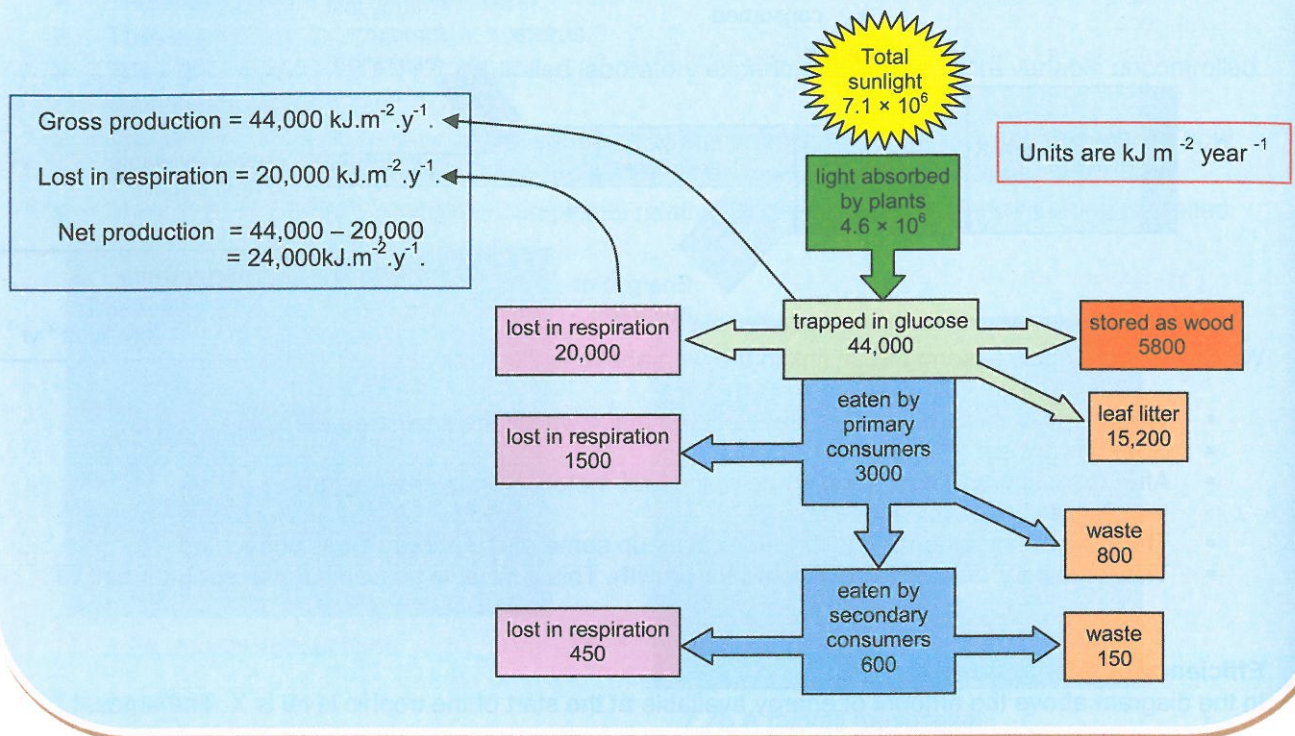 consumed
Total
sunlight
7.1 × 10⁶
Gross production = 44,000 kJ.m⁻².y⁻¹.
Lost in respiration = 20,000 kJ.m⁻².y⁻¹.
Net production = 44,000 – 20,000
= 24,000kJ.m⁻².y⁻¹.
Units are kJ m ⁻² year ⁻¹
light absorbed
by plants
4.6 × 10⁶
lost in respiration
20,000
trapped in glucose
44,000
stored as wood
5800
leaf litter
15,200
eaten by
primary
consumers
3000
lost in respiration
1500
waste
800
eaten by
secondary
consumers
600
lost in respiration
450
waste
150